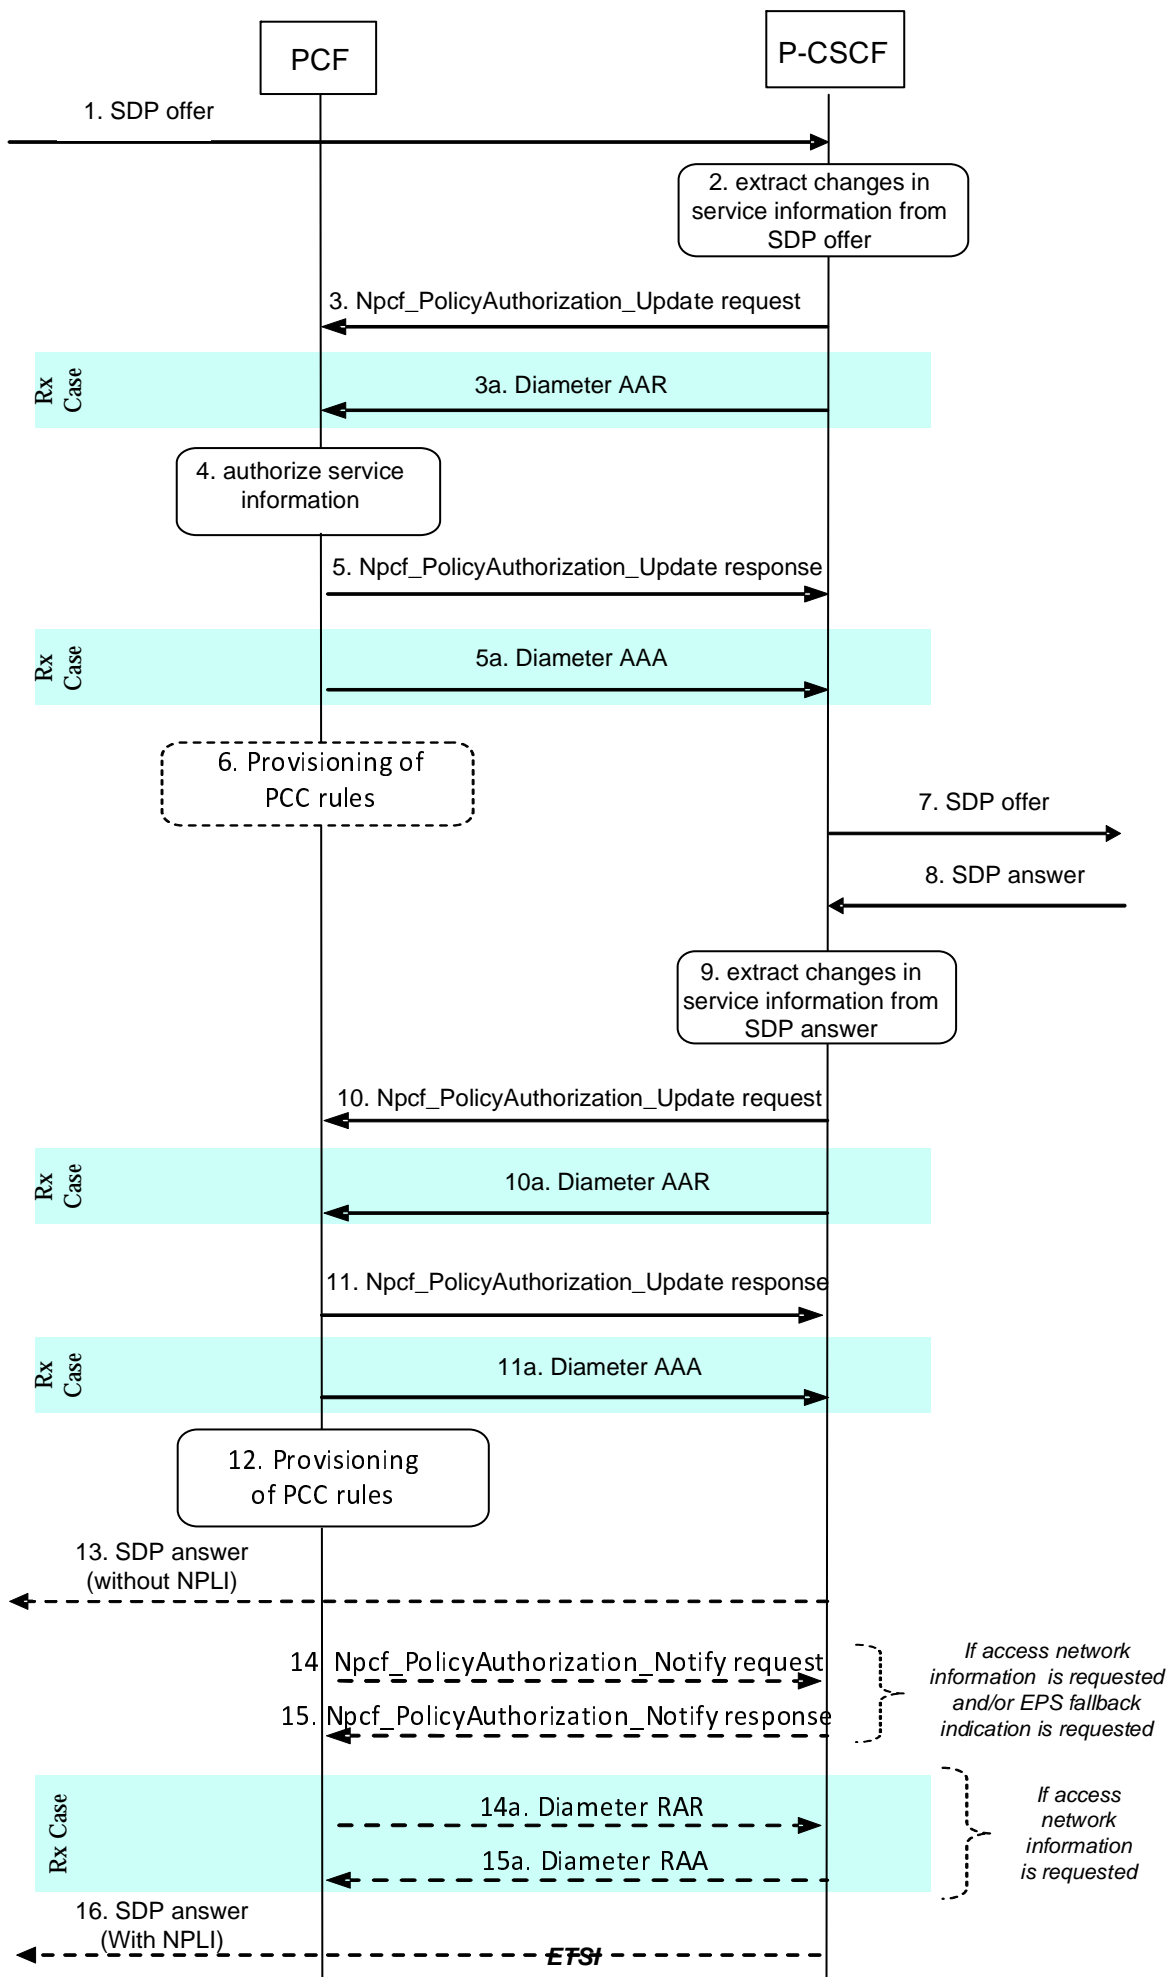 PCF
P-CSCF
1. SDP offer
2. extract changes in
service information from
SDP offer
3. Npcf_PolicyAuthorization_Update request
Rx
Case
3a. Diameter AAR
4. authorize service
information
5. Npcf_PolicyAuthorization_Update response
Rx
Case
5a. Diameter AAA
6. Provisioning of
PCC rules
7. SDP offer
8. SDP answer
9. extract changes in
service information from
SDP answer
10. Npcf_PolicyAuthorization_Update request
Rx
Case
10a. Diameter AAR
11. Npcf_PolicyAuthorization_Update response
Rx
Case
11a. Diameter AAA
12. Provisioning
of PCC rules
13. SDP answer
(without NPLI)
14. Npcf_PolicyAuthorization_Notify request
15. Npcf_PolicyAuthorization_Notify response
If access network
information is requested
and/or EPS fallback
indication is requested
Rx Case
14a. Diameter RAR
15a. Diameter RAA
If access
network
information
is requested
16. SDP answer
(With NPLI)
ETSI